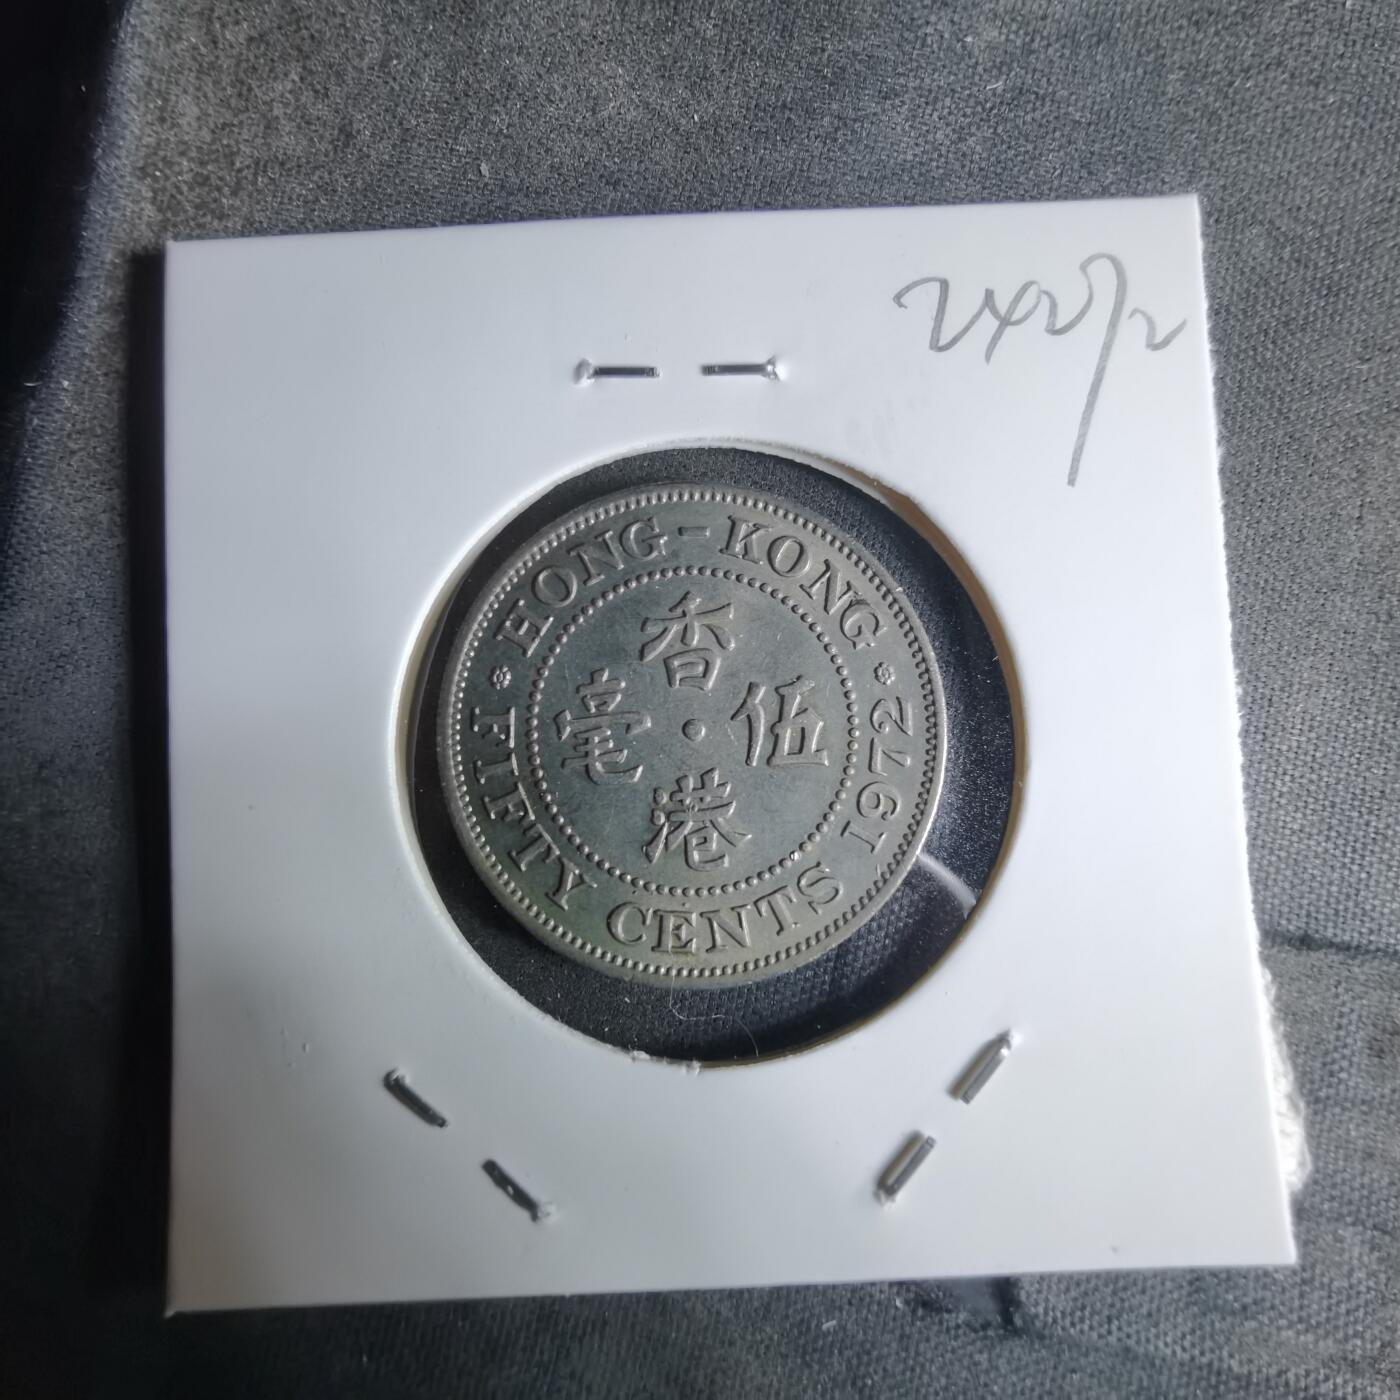 HONG-KONG
香
毫 伍
港
FIFTY CENTS 1972